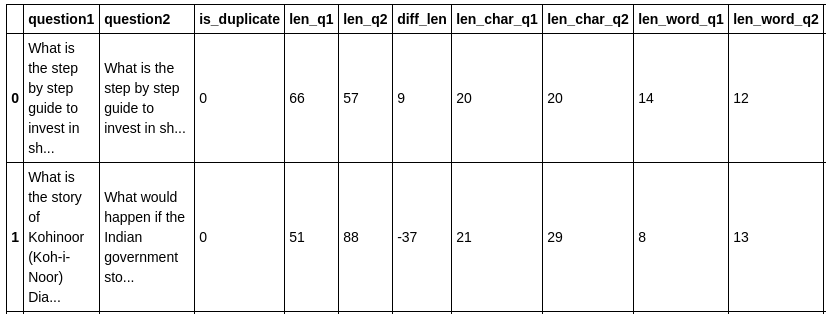 question1 question2 is_duplicate len_q1 len_q2 diff_len len_char_q1 len_char_q2 len_word_q1 len_word_q2
0
What is
the step
by step
guide to
invest in
sh...
What is the
step by step
guide to
invest in sh...
0 66 57 9 20 20 14 12
1
What is
the story
of
Kohinoor
(Koh-i-
Noor)
Dia...
What would
happen if the
Indian
government
sto...
0 51 88 -37 21 29 8 13